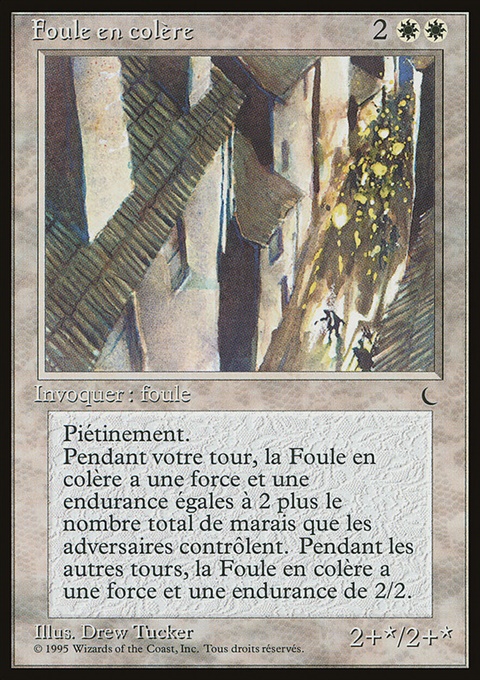 Foule en colère 2
Invoquer : foule
Piétinement.
Pendant votre tour, la Foule en
colère a une force et une
endurance égales à 2 plus le
nombre total de marais que les
adversaires contrôlent. Pendant les
autres tours, la Foule en colère a
une force et une endurance de 2/2.
Illus. Drew Tucker 2+*/2+*
© 1995 Wizards of the Coast, Inc. Tous droits réservés.